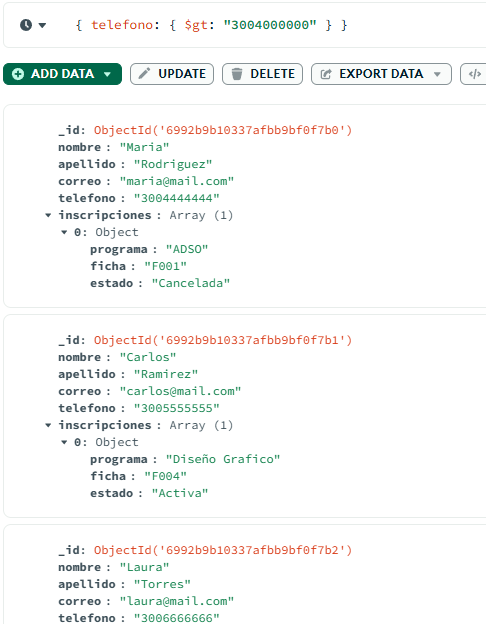 { telefono: { $gt: "3004000000" } }
ADD DATA UPDATE DELETE EXPORT DATA </>
_id: ObjectId('6992b9b10337afbb9bf0f7b0')
nombre : "Maria"
apellido : "Rodriguez"
correo : "maria@mail.com"
telefono : "3004444444"
inscripciones : Array (1)
0: Object
programa : "ADSO"
ficha : "F001"
estado : "Cancelada"
_id: ObjectId('6992b9b10337afbb9bf0f7b1')
nombre : "Carlos"
apellido : "Ramirez"
correo : "carlos@mail.com"
telefono : "3005555555"
inscripciones : Array (1)
0: Object
programa : "Diseño Grafico"
ficha : "F004"
estado : "Activa"
_id: ObjectId('6992b9b10337afbb9bf0f7b2')
nombre : "Laura"
apellido : "Torres"
correo : "laura@mail.com"
telefono : "3006666666"